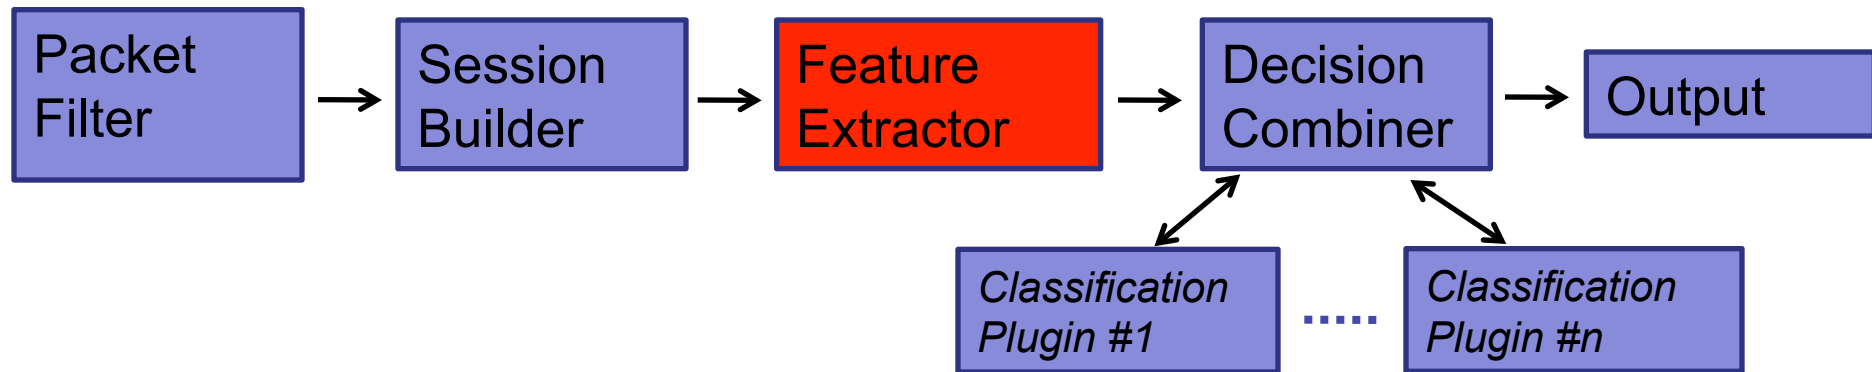 Packet
Filter
Session
Builder
Feature
Extractor
Decision
Combiner
Output
Classification
Plugin #1
Classification
Plugin #n